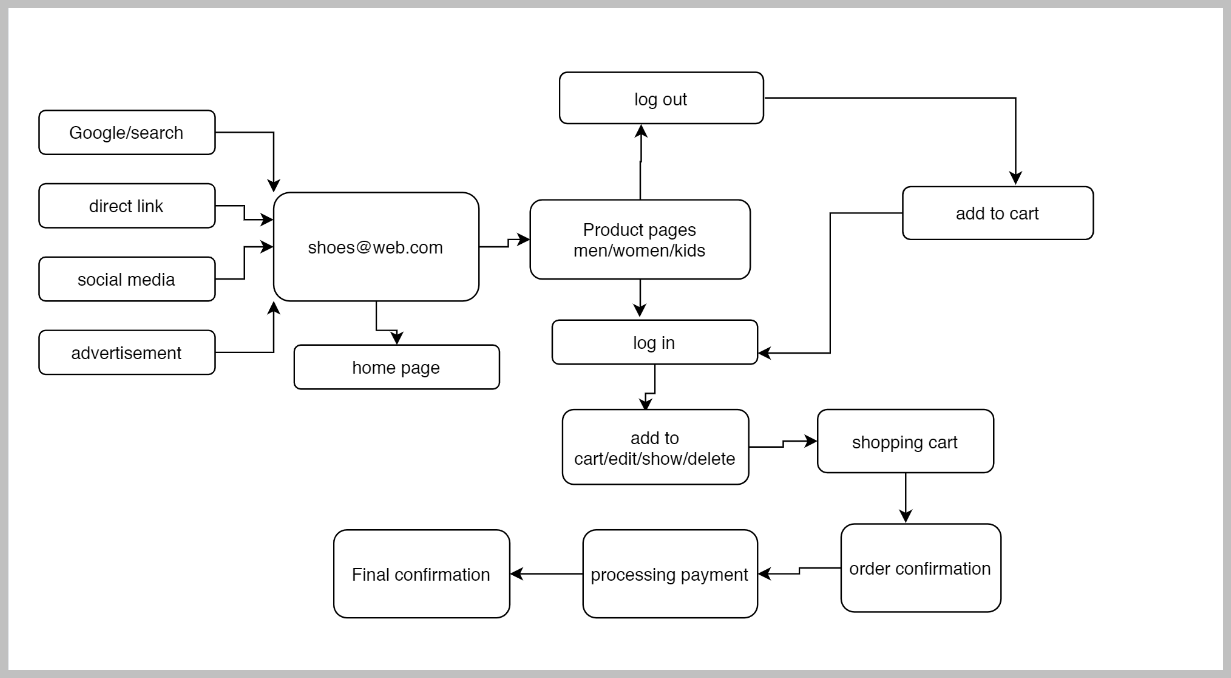 Google/search
direct link
social media
advertisement
shoes@web.com
home page
log out
Product pages
men/women/kids
add to cart
log in
add to
cart/edit/show/delete
shopping cart
order confirmation
processing payment
Final confirmation